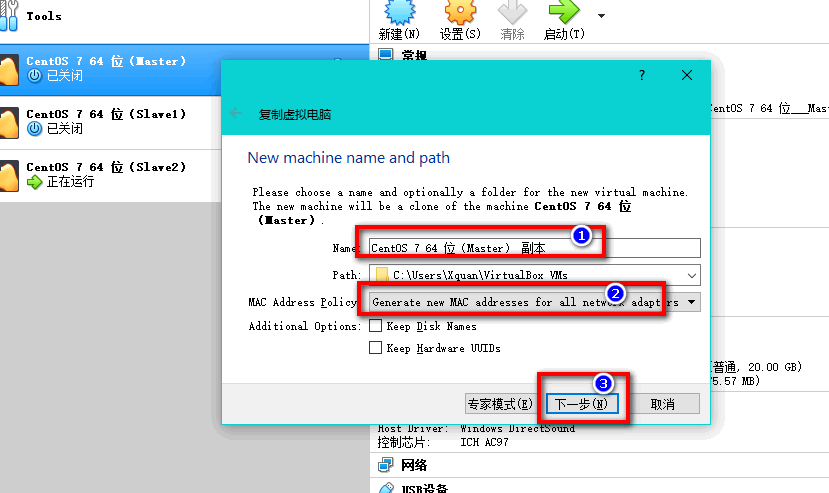 Tools
新建(N) 设置(S) 清除 启动(T)
常规
CentOS 7 64 位 (Master)
已关闭
CentOS 7 64 位 (Slave1)
已关闭
CentOS 7 64 位 (Slave2)
正在运行
?
复制虚拟电脑
New machine name and path
Please choose a name and optionally a folder for the new virtual machine.
The new machine will be a clone of the machine CentOS 7 64 位
(Master).
Name: CentOS 7 64 位 (Master) 副本
1
Path: C:\Users\Xquan\VirtualBox VMs
2
MAC Address Policy: Generate new MAC addresses for all network adapters
Additional Options: Keep Disk Names
Keep Hardware UUIDs
3
专家模式(E) 下一步(N) 取消
CentOS 7 64 位___Mas
普通, 20.00 GB)
5.57 MB)
Host Driver: Windows DirectSound
控制芯片: ICH AC97
网络
USB设备